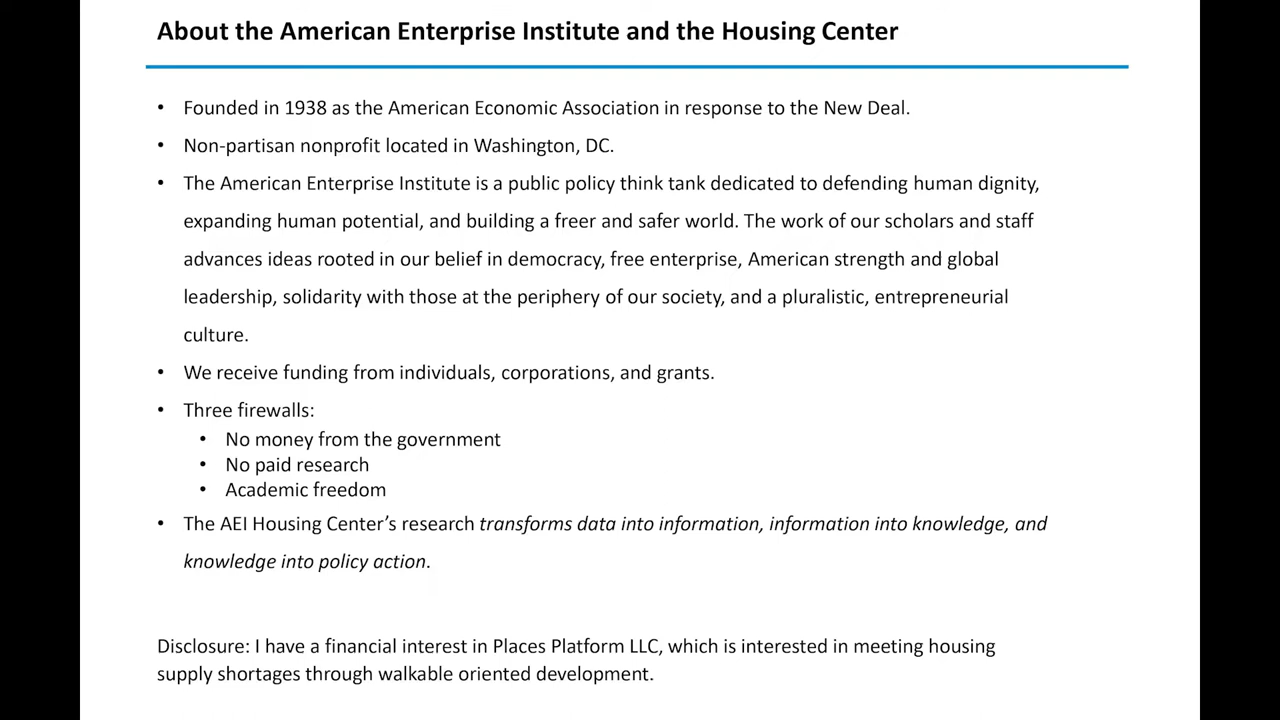 About the American Enterprise Institute and the Housing Center
• Founded in 1938 as the American Economic Association in response to the New Deal.
• Non-partisan nonprofit located in Washington, DC.
• The American Enterprise Institute is a public policy think tank dedicated to defending human dignity,
expanding human potential, and building a freer and safer world. The work of our scholars and staff
advances ideas rooted in our belief in democracy, free enterprise, American strength and global
leadership, solidarity with those at the periphery of our society, and a pluralistic, entrepreneurial
culture.
• We receive funding from individuals, corporations, and grants.
• Three firewalls:
• No money from the government
• No paid research
• Academic freedom
• The AEI Housing Center’s research transforms data into information, information into knowledge, and
knowledge into policy action.
Disclosure: I have a financial interest in Places Platform LLC, which is interested in meeting housing
supply shortages through walkable oriented development.